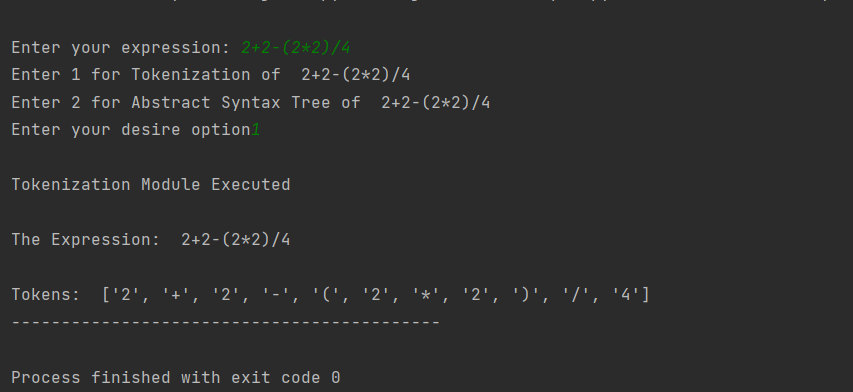 Enter your expression: 2+2-(2*2)/4
Enter 1 for Tokenization of  2+2-(2*2)/4
Enter 2 for Abstract Syntax Tree of  2+2-(2*2)/4
Enter your desire option1
Tokenization Module Executed
The Expression:  2+2-(2*2)/4
Tokens:  ['2', '+', '2', '-', '(', '2', '*', '2', ')', '/', '4']
-------------------------------------------
Process finished with exit code 0